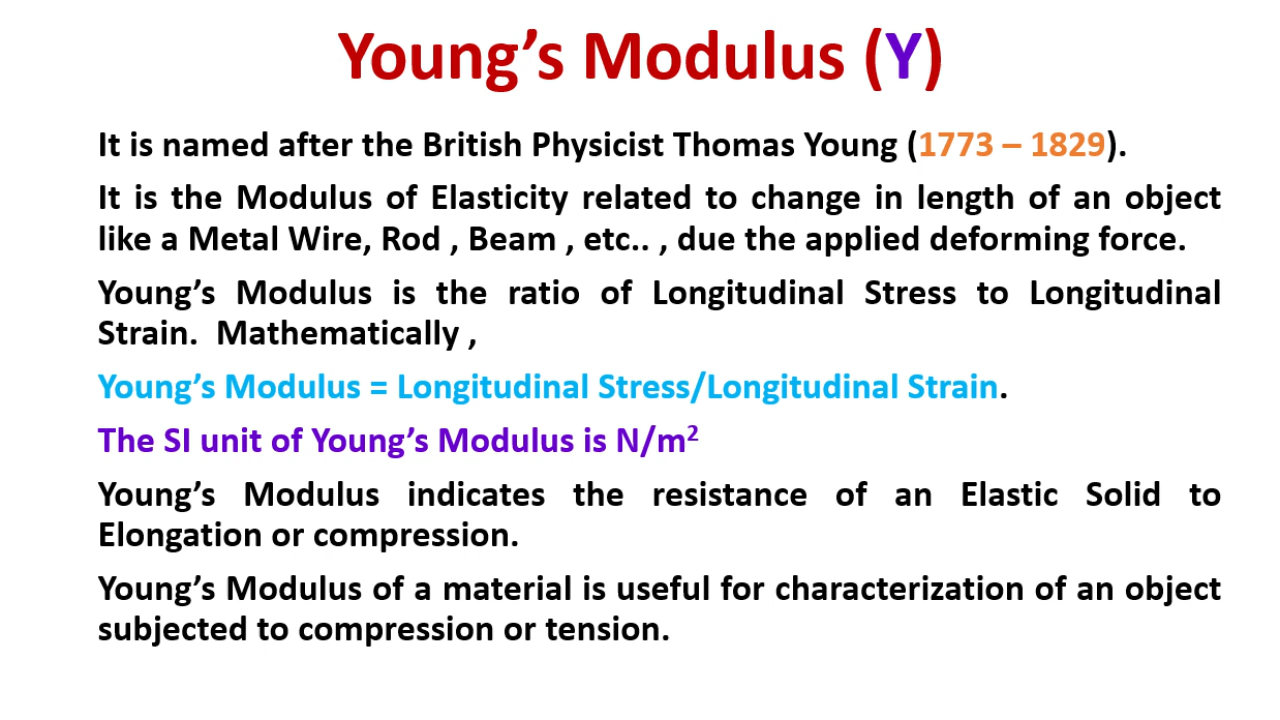 Young’s Modulus (Y)
It is named after the British Physicist Thomas Young (1773 – 1829).
It is the Modulus of Elasticity related to change in length of an object
like a Metal Wire, Rod , Beam , etc.. , due the applied deforming force.
Young’s Modulus is the ratio of Longitudinal Stress to Longitudinal
Strain.  Mathematically ,
Young’s Modulus = Longitudinal Stress/Longitudinal Strain.
The SI unit of Young’s Modulus is N/m²
Young’s Modulus indicates the resistance of an Elastic Solid to
Elongation or compression.
Young’s Modulus of a material is useful for characterization of an object
subjected to compression or tension.